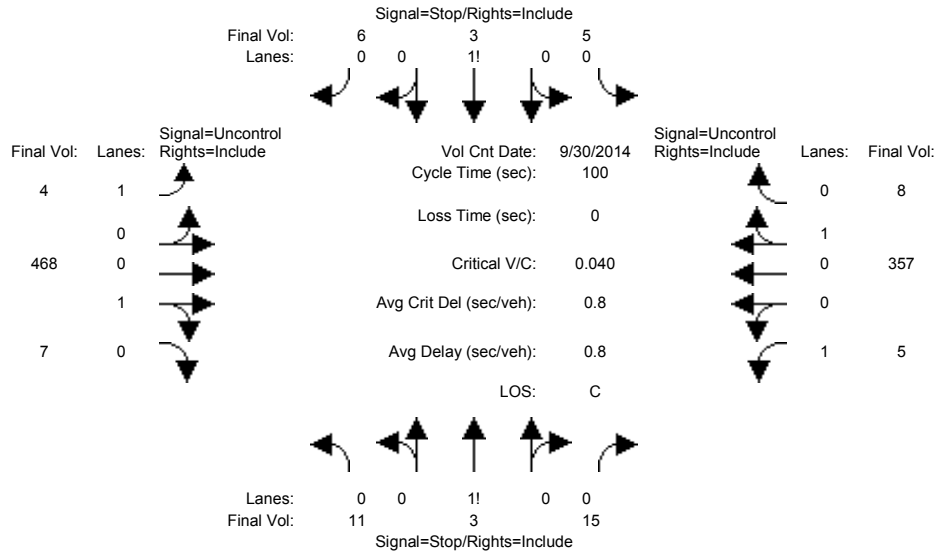 Signal=Stop/Rights=Include
Final Vol: 6 3 5
Lanes: 0 0 1! 0 0
Signal=Uncontrol
Final Vol: Lanes: Rights=Include
Vol Cnt Date: 9/30/2014
Signal=Uncontrol
Rights=Include Lanes: Final Vol:
Cycle Time (sec): 100
4 1 0 8
Loss Time (sec): 0
0 1
468 0 Critical V/C: 0.040 0 357
1 Avg Crit Del (sec/veh): 0.8 0
7 0 Avg Delay (sec/veh): 0.8 1 5
LOS: C
Lanes: 0 0 1! 0 0
Final Vol: 11 3 15
Signal=Stop/Rights=Include